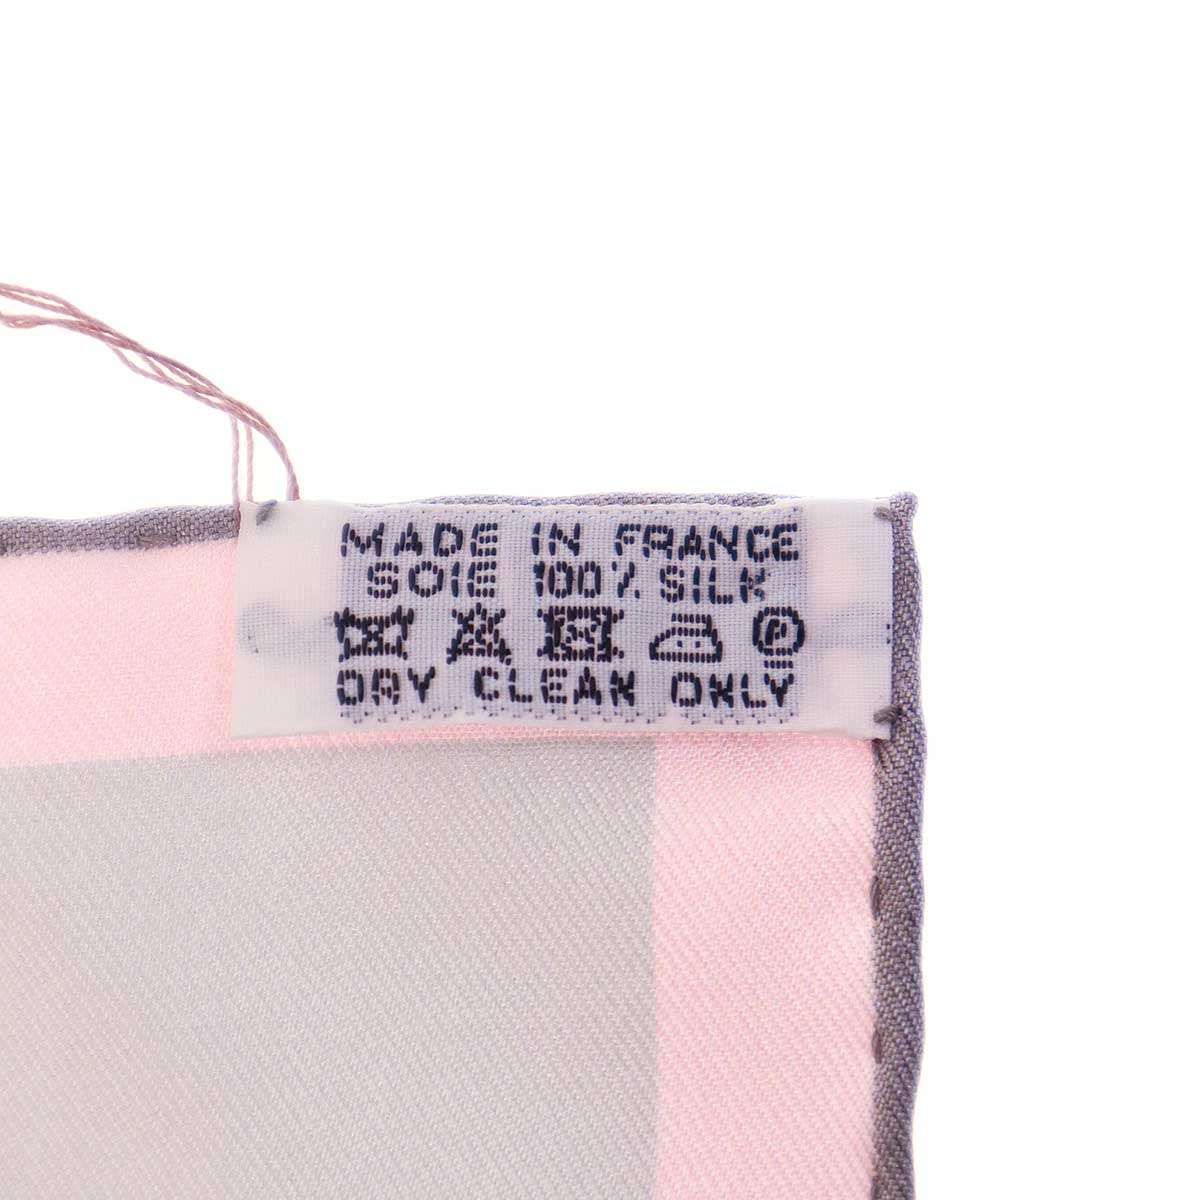 MADE IN FRANCE
SOIE 100% SILK
P
DRY CLEAN ONLY